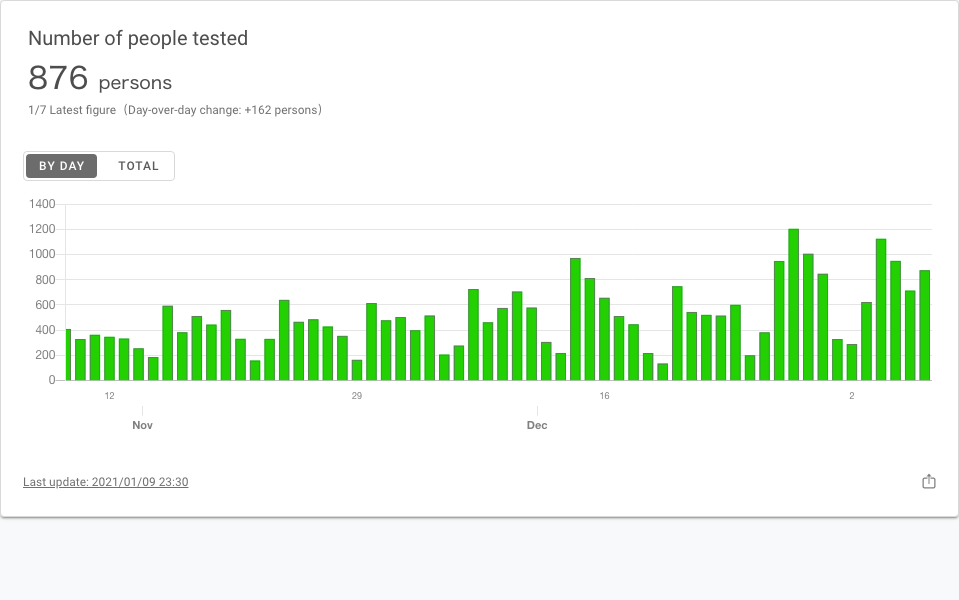 Number of people tested
876 persons
1/7 Latest figure（Day-over-day change: +162 persons）
BY DAY TOTAL
1400
1200
1000
800
600
400
200
0
12 29 16 2
Nov Dec
Last update: 2021/01/09 23:30